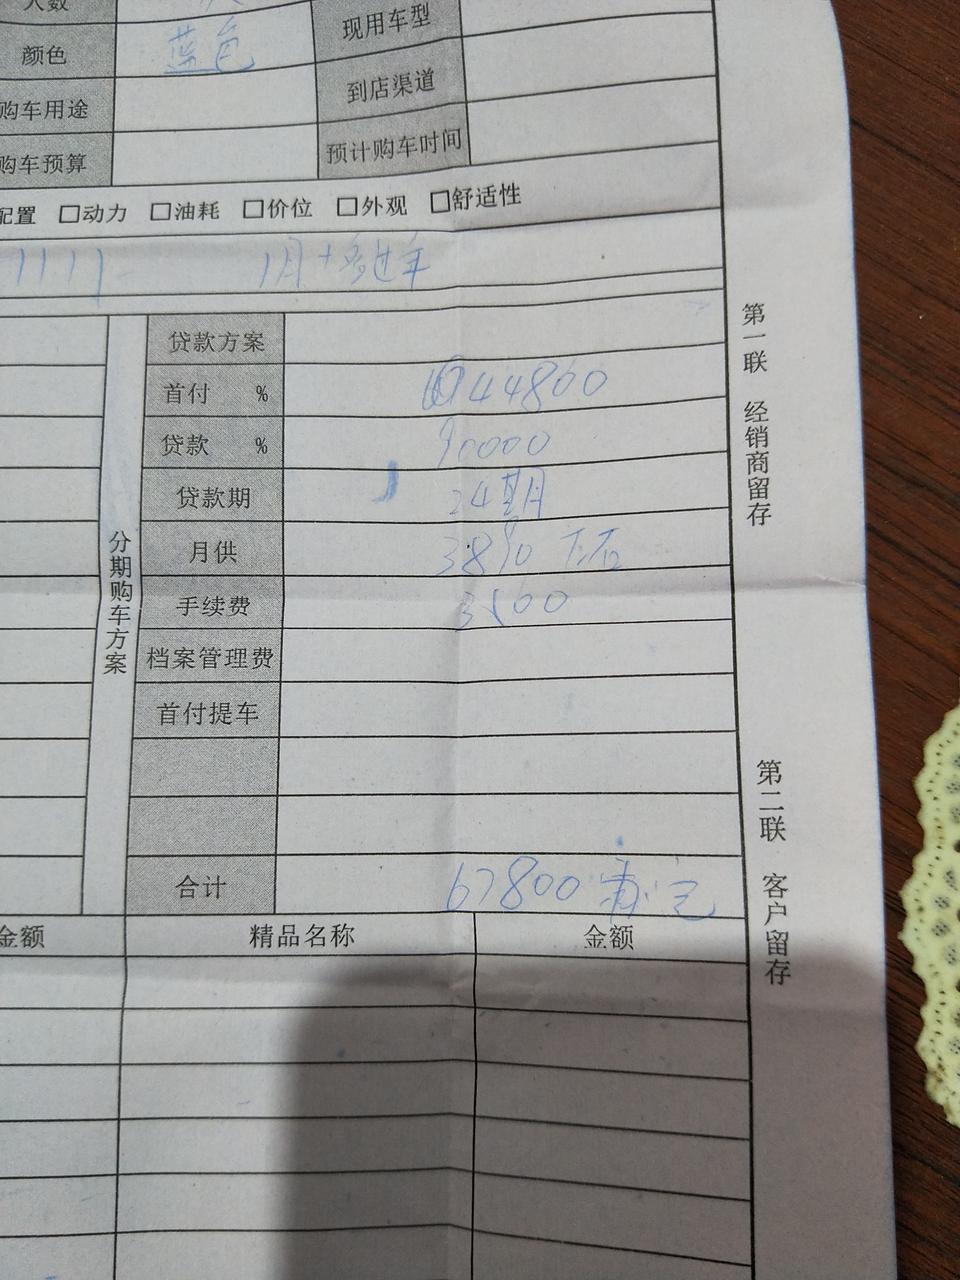 人数
现用车型
颜色 蓝色
到店渠道
购车用途
预计购车时间
购车预算
配置 □动力 □油耗 □价位 □外观 □舒适性
1月+
分期购车方案
贷款方案
首付 % 44800
贷款 % 90000
贷款期 24期
月供 3890 左右
手续费 3500
档案管理费
首付提车
合计 67800
金额 精品名称 金额
第一联 经销商留存
第二联 客户留存